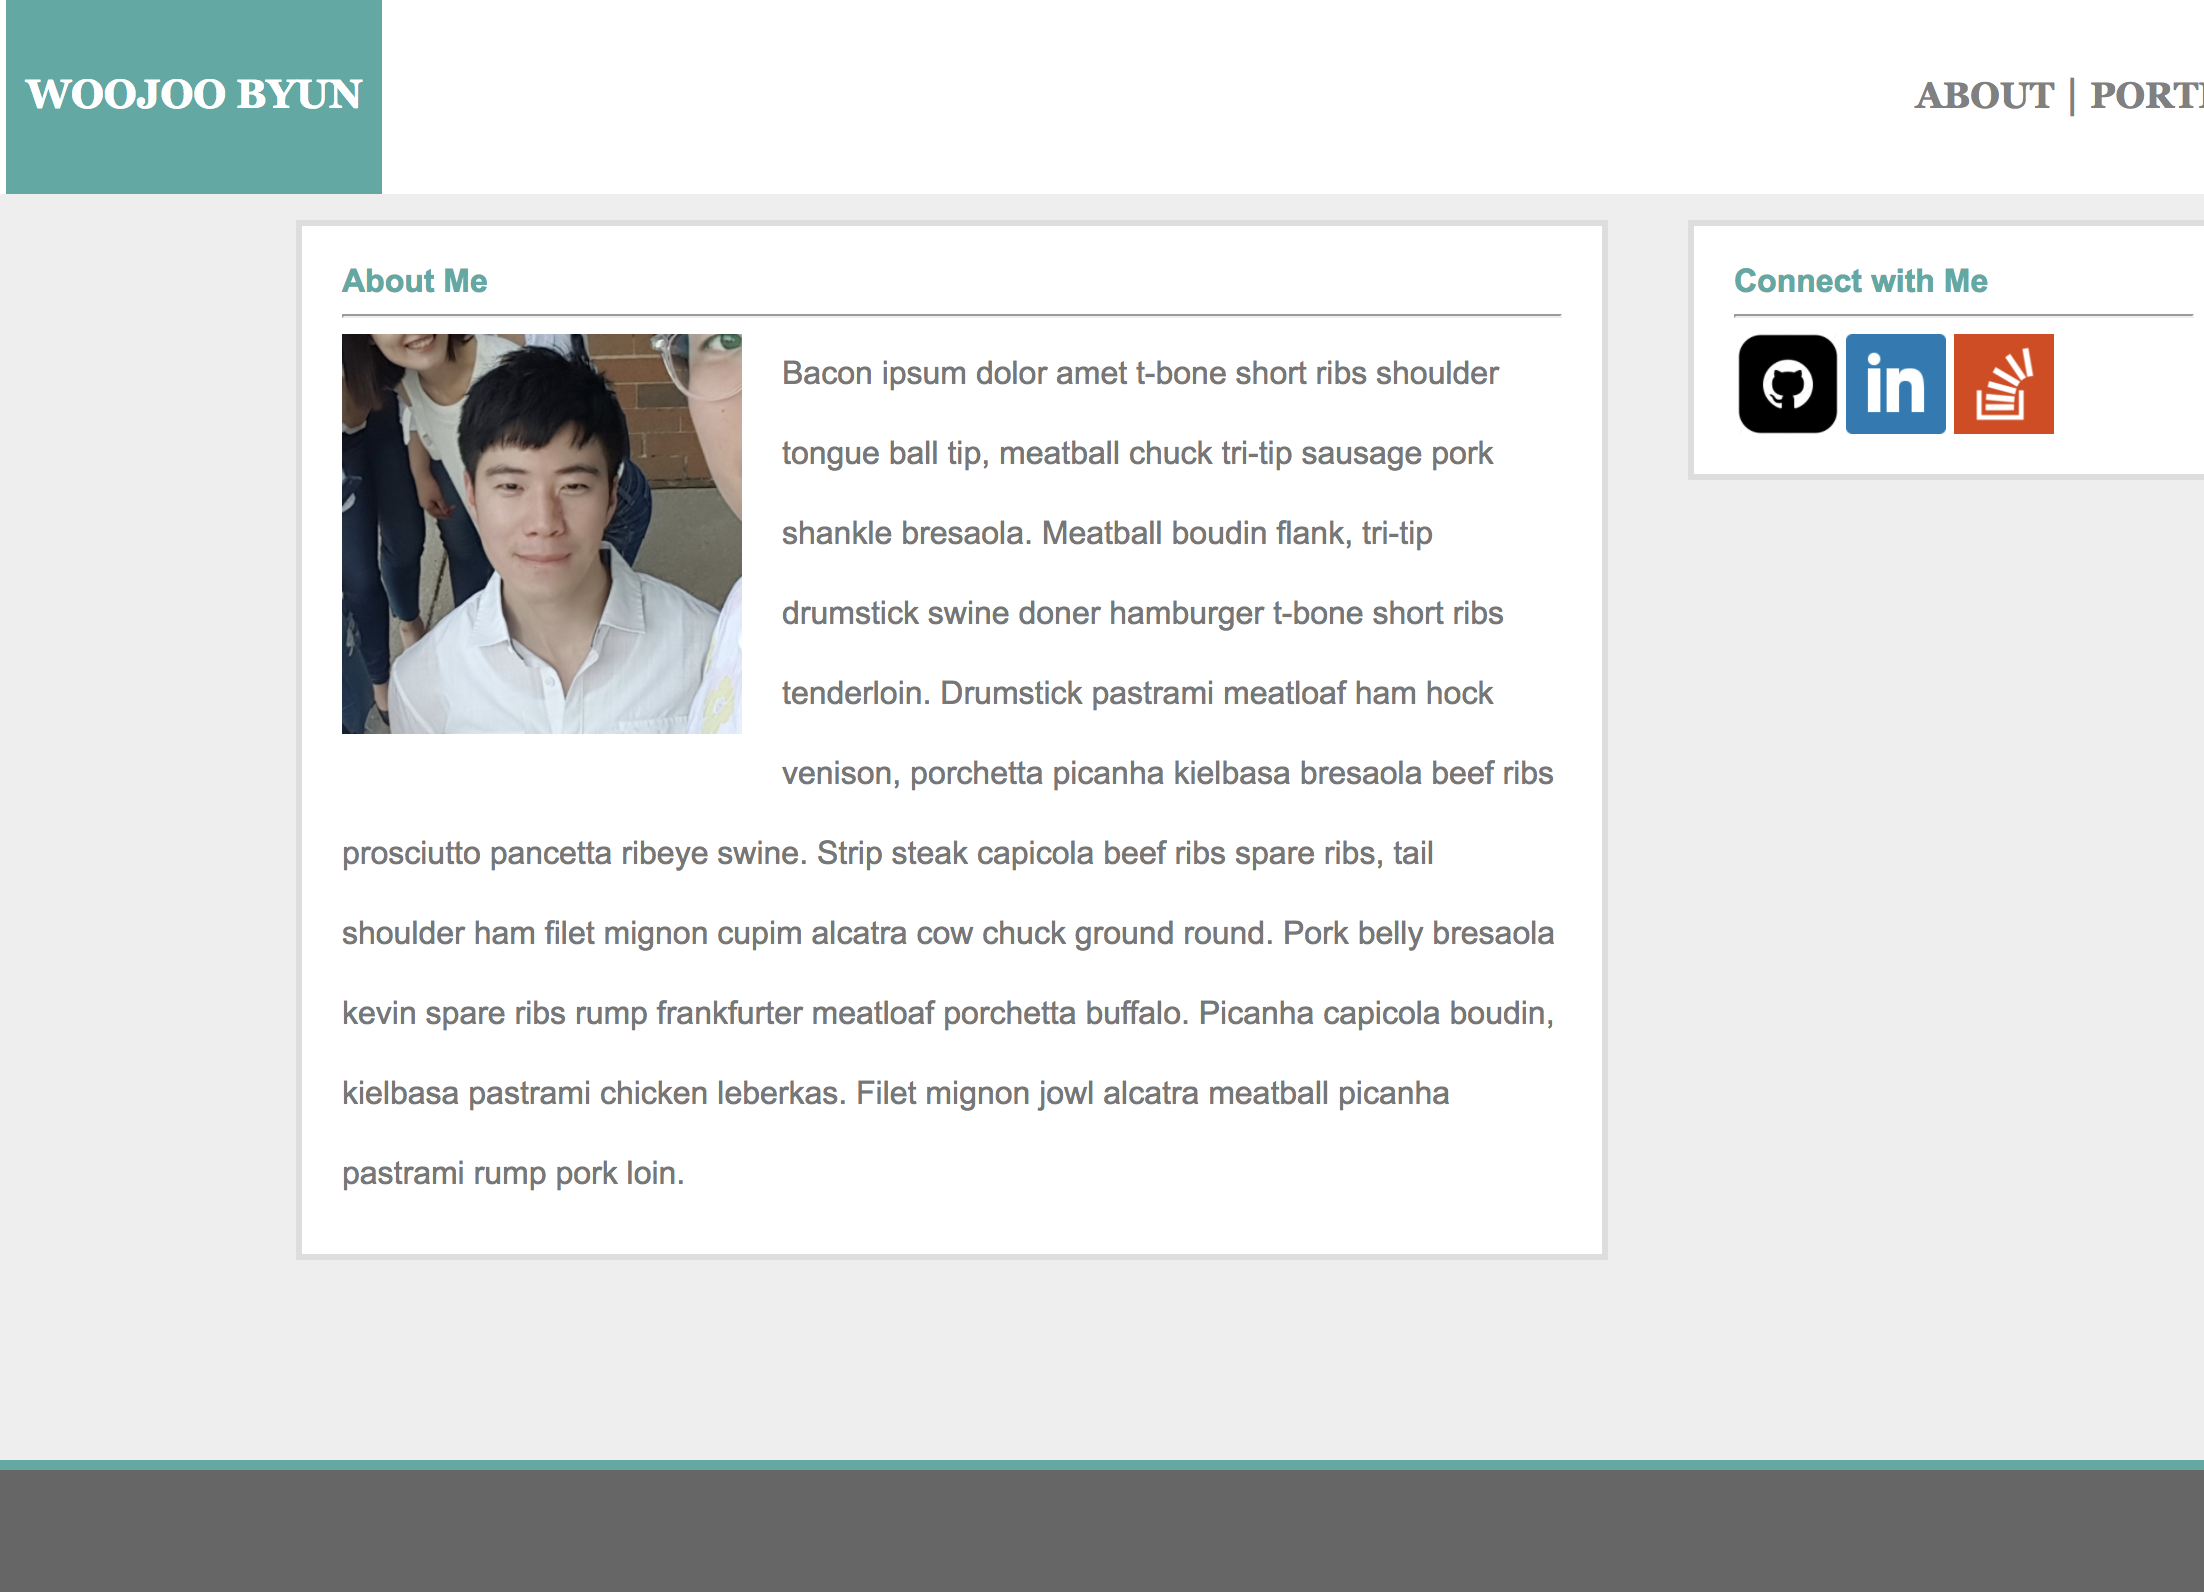 WOOJOO BYUN
ABOUT | PORT
About Me
Bacon ipsum dolor amet t-bone short ribs shoulder
tongue ball tip, meatball chuck tri-tip sausage pork
shankle bresaola. Meatball boudin flank, tri-tip
drumstick swine doner hamburger t-bone short ribs
tenderloin. Drumstick pastrami meatloaf ham hock
venison, porchetta picanha kielbasa bresaola beef ribs
prosciutto pancetta ribeye swine. Strip steak capicola beef ribs spare ribs, tail
shoulder ham filet mignon cupim alcatra cow chuck ground round. Pork belly bresaola
kevin spare ribs rump frankfurter meatloaf porchetta buffalo. Picanha capicola boudin,
kielbasa pastrami chicken leberkas. Filet mignon jowl alcatra meatball picanha
pastrami rump pork loin.
Connect with Me
in